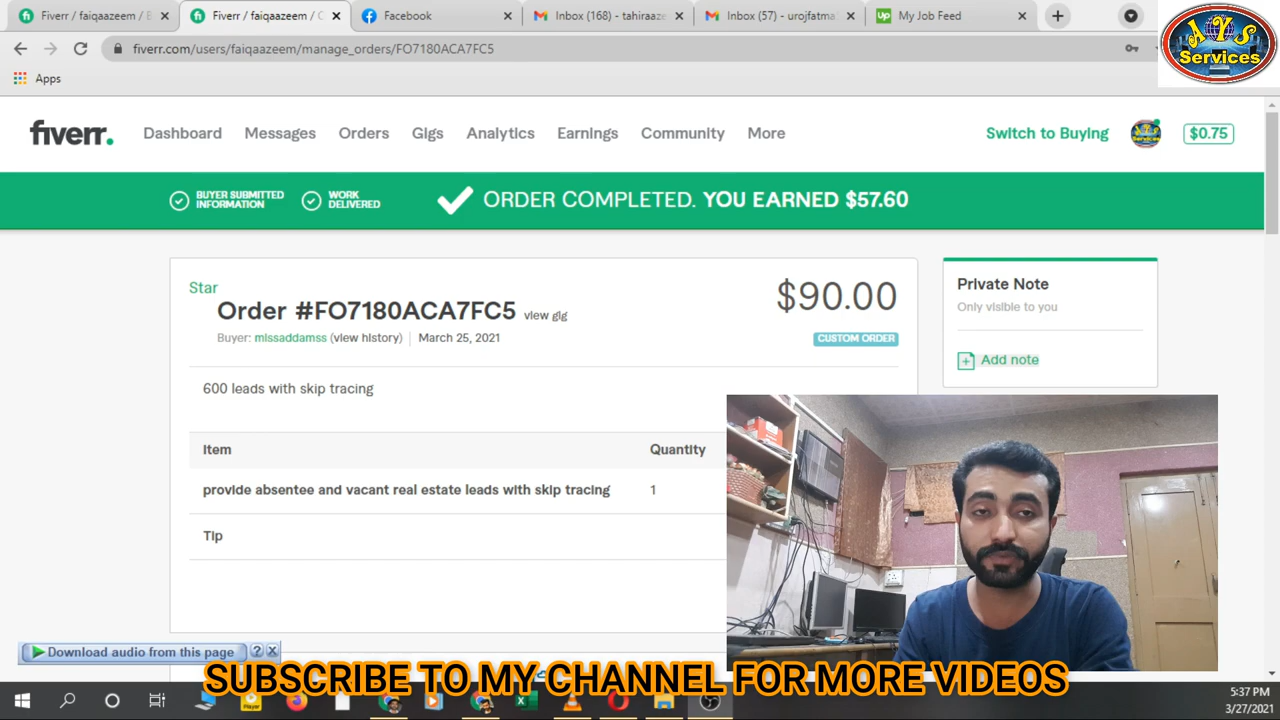 Fiverr / faiqaazeem / B
Fiverr / faiqaazeem / C
Facebook
Inbox (168) - tahiraaze
Inbox (57) - urojfatma
Up My Job Feed
fiverr.com/users/faiqaazeem/manage_orders/FO7180ACA7FC5
Apps
AYS
Services
fiverr.
Dashboard
Messages
Orders
Gigs
Analytics
Earnings
Community
More
Switch to Buying
$0.75
BUYER SUBMITTED
INFORMATION
WORK
DELIVERED
ORDER COMPLETED. YOU EARNED $57.60
Star
Order #FO7180ACA7FC5 view gig
$90.00
Buyer: missaddamss (view history) | March 25, 2021
CUSTOM ORDER
600 leads with skip tracing
Item
Quantity
provide absentee and vacant real estate leads with skip tracing
1
Tip
Private Note
Only visible to you
Add note
Download audio from this page
? X
SUBSCRIBE TO MY CHANNEL FOR MORE VIDEOS
5:37 PM
3/27/2021